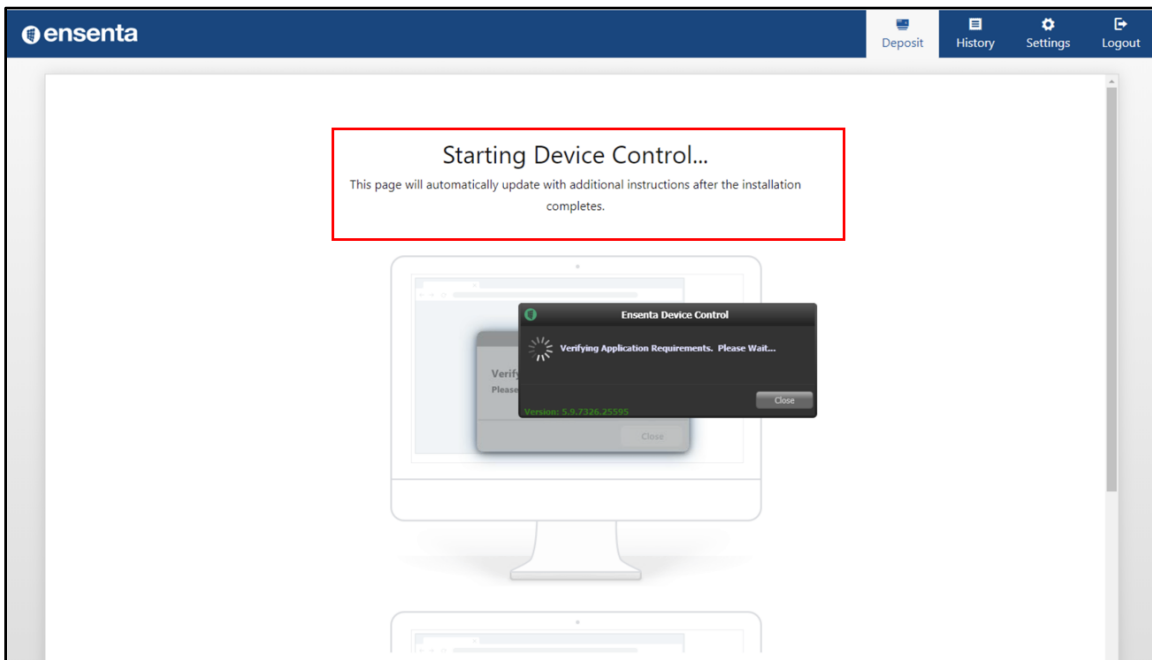 ensenta
Deposit
History
Settings
Logout
Starting Device Control...
This page will automatically update with additional instructions after the installation
completes.
Ensenta Device Control
Verifying Application Requirements. Please Wait...
Close
Version: 5.9.7326.25595
Please
Close